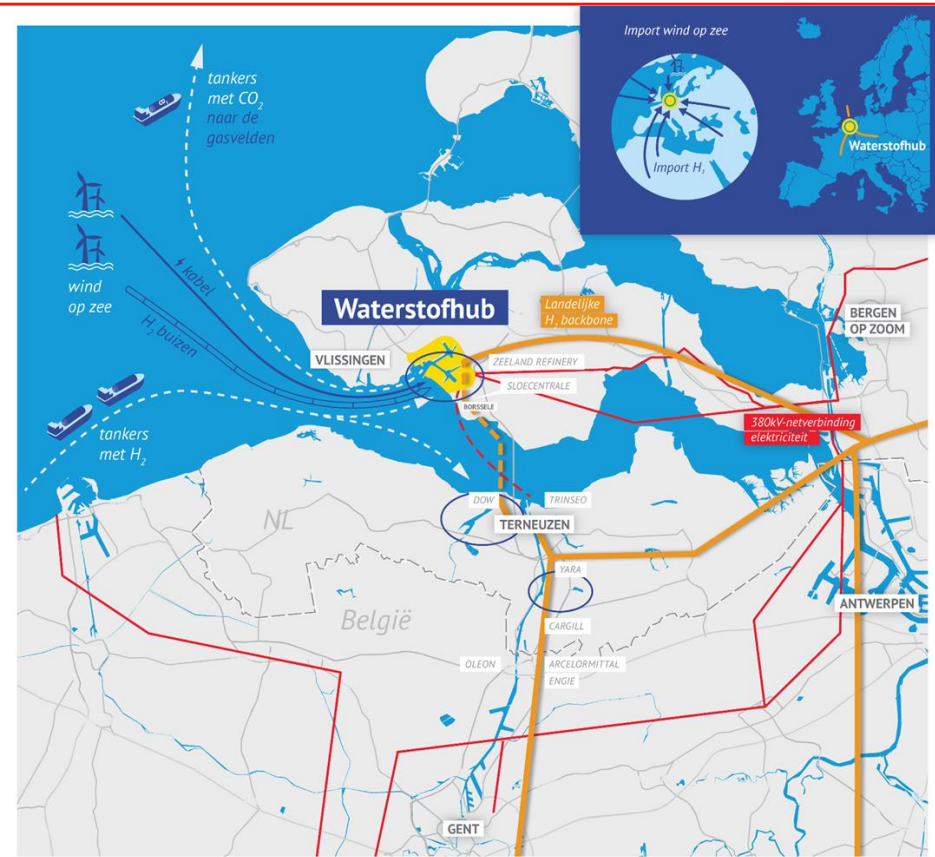 Import wind op zee
Import H₂
Waterstofhub
tankers
met CO₂
naar de
gasvelden
CO₂
wind
op zee
kabel
H₂ buizen
tankers
met H₂
Waterstofhub
Landelijke
H₂ backbone
VLISSINGEN
ZEELAND REFINERY
SLOECENTRALE
BORSSELE
BERGEN
OP ZOOM
380kV-netverbinding
elektriciteit
NL
DOW
TRINSEO
TERNEUZEN
YARA
België
CARGILL
ANTWERPEN
OLEON
ARCELORMITTAL
ENGIE
GENT